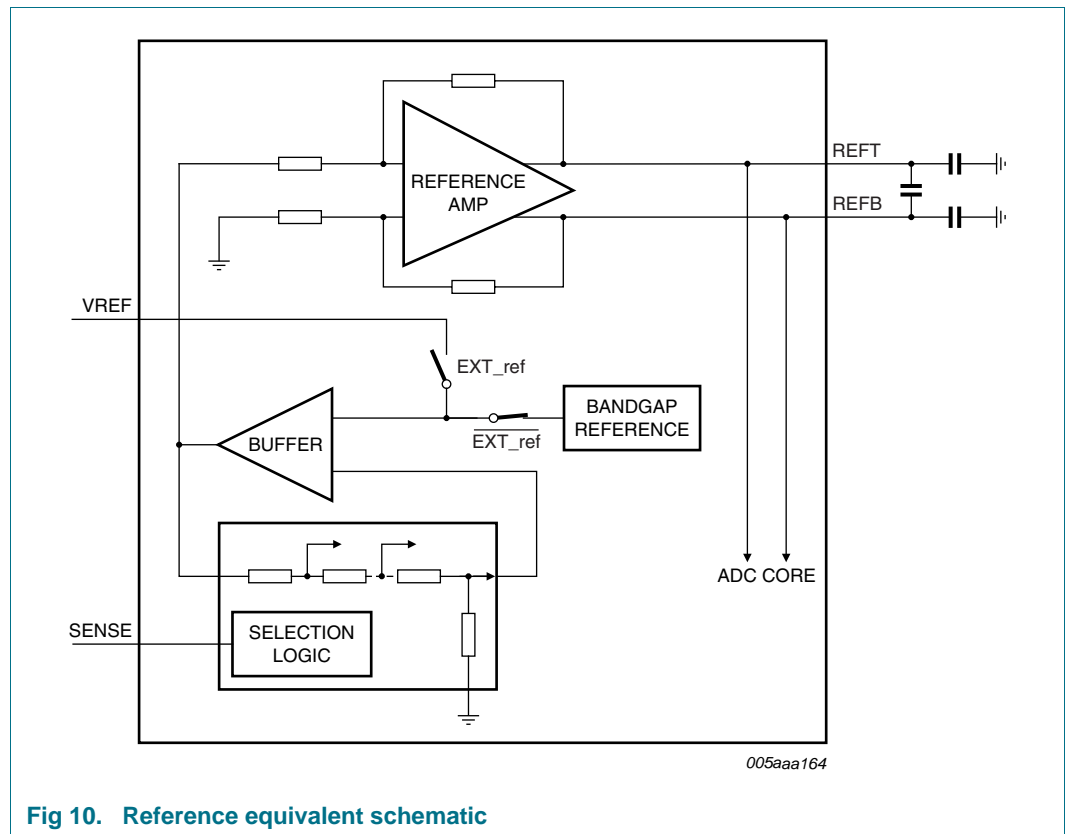 REFERENCE
AMP
REFT
REFB
VREF
EXT_ref
BANDGAP
REFERENCE
EXT_ref
BUFFER
ADC CORE
SENSE
SELECTION
LOGIC
005aaa164
Fig 10. Reference equivalent schematic